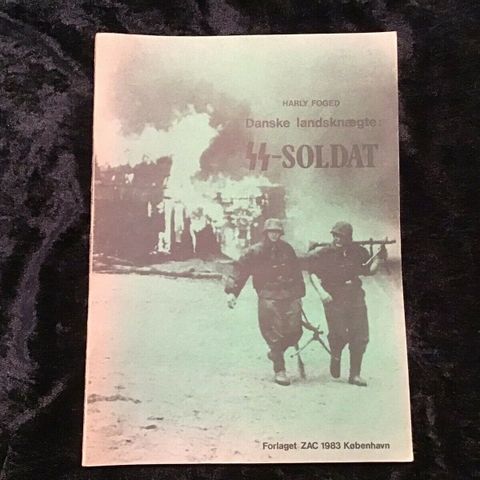 HARLY FOGED
Danske landsknægte:
SS-SOLDAT
Forlaget ZAC 1983 København